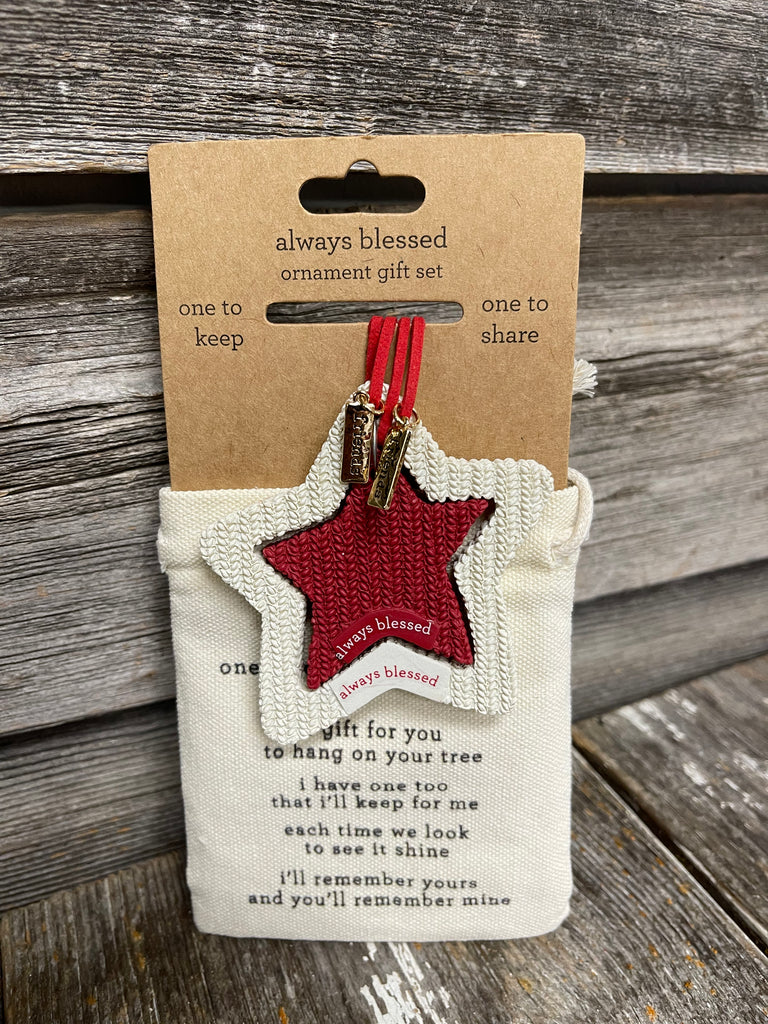 always blessed
ornament gift set
one to
keep
one to
share
friends
friends
always blessed
always blessed
one
gift for you
to hang on your tree
i have one too
that i'll keep for me
each time we look
to see it shine
i'll remember yours
and you'll remember mine